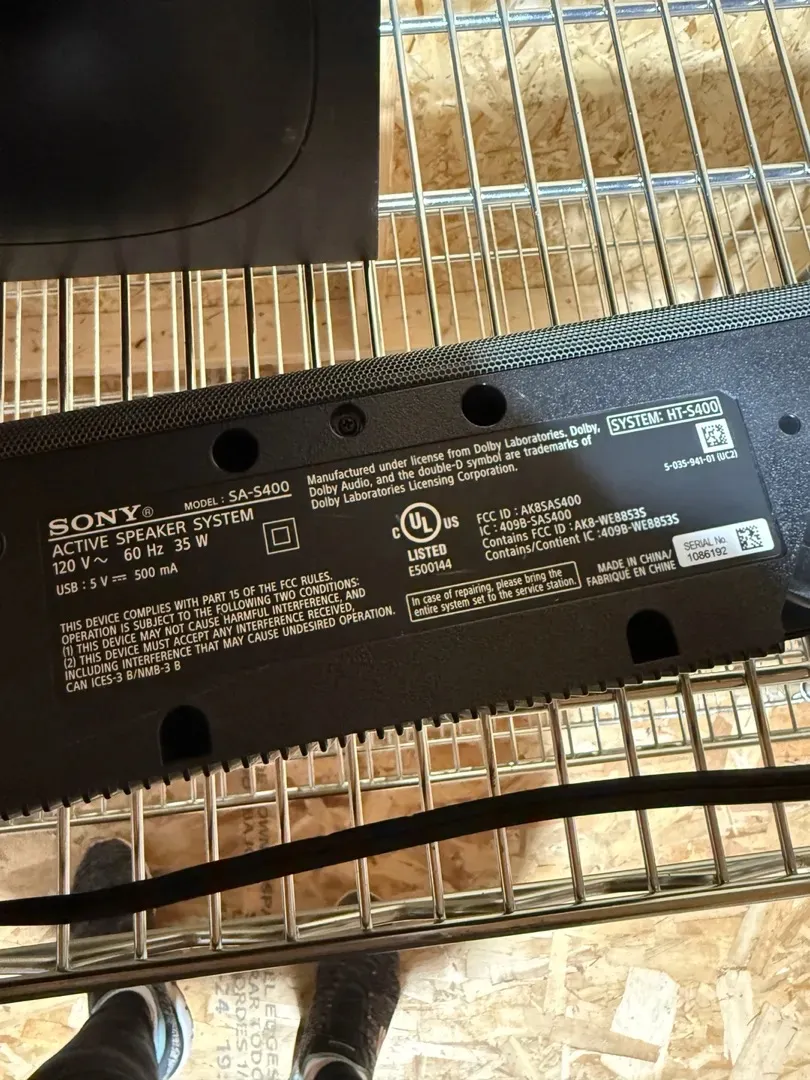 SONY®
MODEL : SA-S400
ACTIVE SPEAKER SYSTEM
120 V ~ 60 Hz 35 W
USB : 5 V ⎓ 500 mA
THIS DEVICE COMPLIES WITH PART 15 OF THE FCC RULES.
OPERATION IS SUBJECT TO THE FOLLOWING TWO CONDITIONS:
(1) THIS DEVICE MAY NOT CAUSE HARMFUL INTERFERENCE, AND
(2) THIS DEVICE MUST ACCEPT ANY INTERFERENCE RECEIVED,
INCLUDING INTERFERENCE THAT MAY CAUSE UNDESIRED OPERATION.
CAN ICES-3 B/NMB-3 B
Manufactured under license from Dolby Laboratories. Dolby,
Dolby Audio, and the double-D symbol are trademarks of
Dolby Laboratories Licensing Corporation.
SYSTEM: HT-S400
5-035-941-01 (UC2)
C UL US
LISTED
E500144
FCC ID : AK8SAS400
IC : 409B-SAS400
Contains FCC ID : AK8-WE8853S
Contains/Contient IC : 409B-WE8853S
In case of repairing, please bring the
entire system set to the service station.
MADE IN CHINA/
FABRIQUÉ EN CHINE
SERIAL No.
1086192